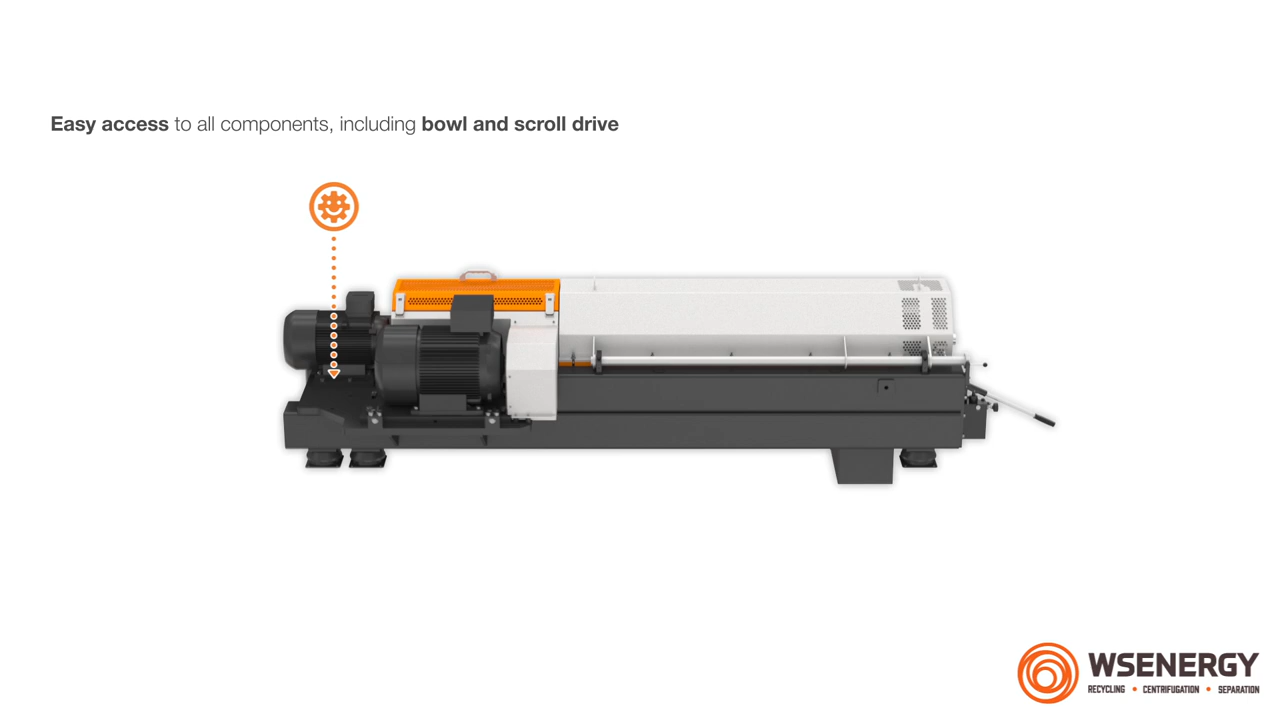 Easy access to all components, including bowl and scroll drive
WSENERGY
RECYCLING • CENTRIFUGATION • SEPARATION